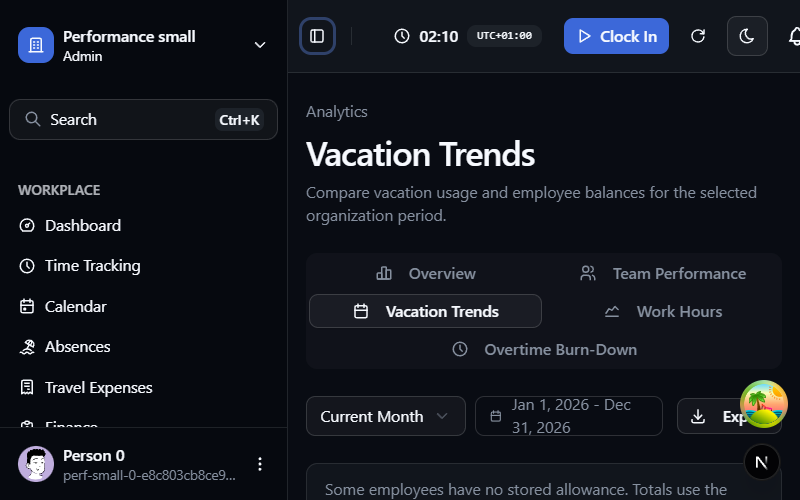 Performance small
Admin
Search
Ctrl+K
WORKPLACE
Dashboard
Time Tracking
Calendar
Absences
Travel Expenses
Finance
Person 0
perf-small-0-e8c803cb8ce9...
02:10
UTC+01:00
Clock In
Analytics
Vacation Trends
Compare vacation usage and employee balances for the selected
organization period.
Overview
Team Performance
Vacation Trends
Work Hours
Overtime Burn-Down
Current Month
Jan 1, 2026 - Dec
31, 2026
Exp
N
Some employees have no stored allowance. Totals use the